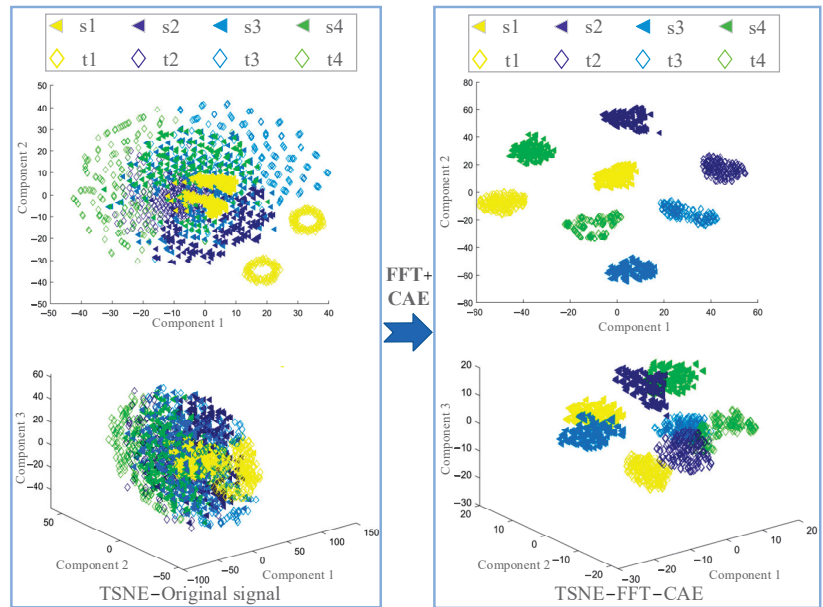 s1 s2 s3 s4
t1 t2 t3 t4
50
40
30
20
10
0
−10
−20
−30
−40
−50
Component 2
−50 −40 −30 −20 −10 0 10 20 30 40
Component 1
60
40
20
0
−20
−40
Component 3
50
0
−50
Component 2
−100 −50 0 50 100 150
Component 1
TSNE−Original signal
FFT+
CAE
s1 s2 s3 s4
t1 t2 t3 t4
80
60
40
20
0
−20
−40
−60
−80
Component 2
−50 −40 −20 0 20 40 60
Component 1
20
10
0
−10
−20
−30
Component 3
20
10
0
−10
−20
−30
Component 2
−30
−20
−10
0
10
20
Component 1
TSNE−FFT−CAE